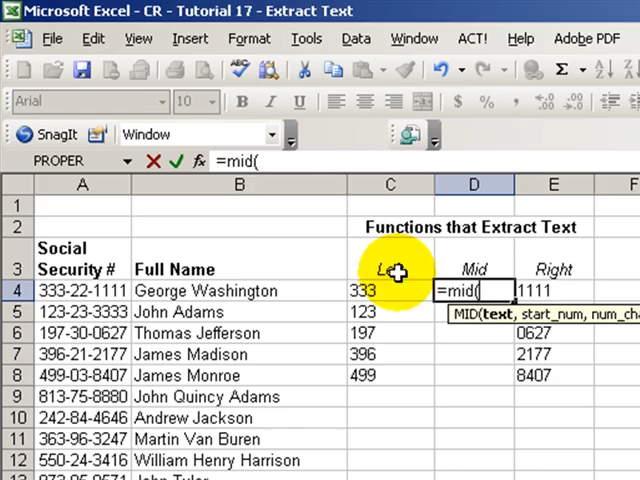 Microsoft Excel - CR - Tutorial 17 - Extract Text
File Edit View Insert Format Tools Data Window ACT! Help Adobe PDF
Arial 10 B I U $ % ,
SnagIt Window
PROPER fx =mid(
A B C D E F
1
2 Functions that Extract Text
Social
3 Security # Full Name Mid Right
4 333-22-1111 George Washington 333 =mid( 1111
MID(text, start_num, num_cha
5 123-23-3333 John Adams 123
6 197-30-0627 Thomas Jefferson 197 0627
7 396-21-2177 James Madison 396 2177
8 499-03-8407 James Monroe 499 8407
9 813-75-8880 John Quincy Adams
10 242-84-4646 Andrew Jackson
11 363-96-3247 Martin Van Buren
12 550-24-3416 William Henry Harrison
John Tyler